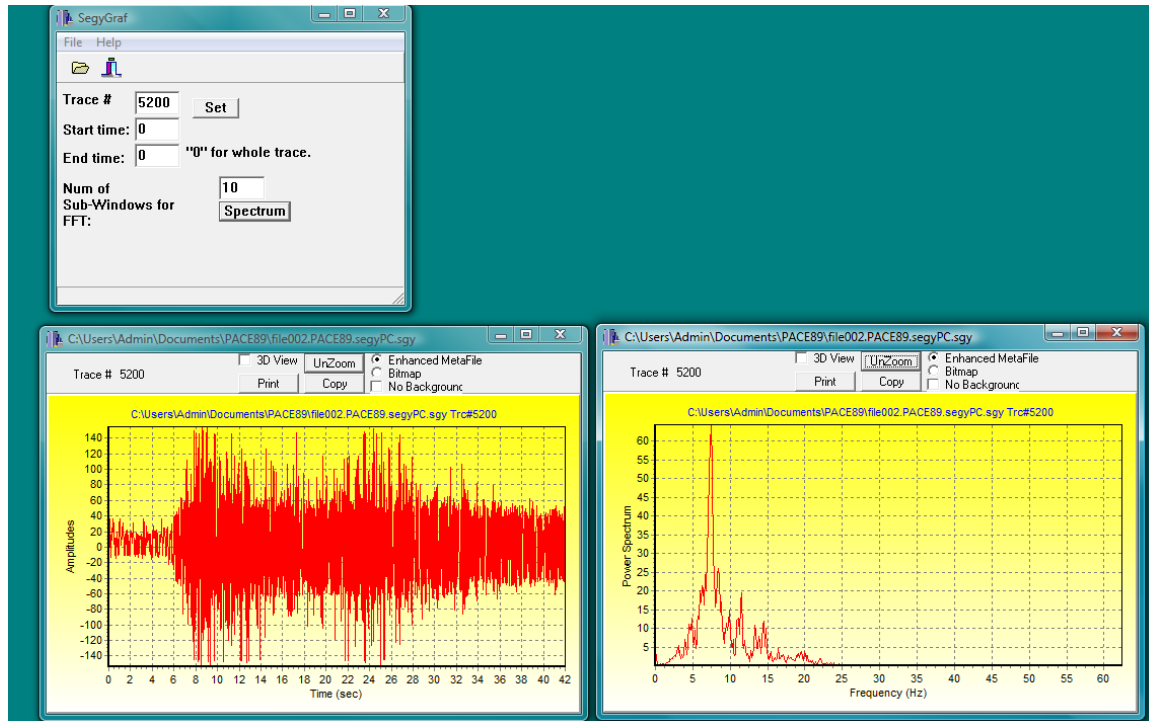 SegyGraf
File Help
Trace # 5200 Set
Start time: 0
End time: 0 "0" for whole trace.
Num of
Sub-Windows for
FFT:
10
Spectrum
C:\Users\Admin\Documents\PACE89\file002.PACE89.segyPC.sgy
Trace # 5200
3D View UnZoom Enhanced MetaFile
Bitmap
Print Copy No Background
C:\Users\Admin\Documents\PACE89\file002.PACE89.segyPC.sgy Trc#5200
140
120
100
80
60
40
20
0
-20
-40
-60
-80
-100
-120
-140
Amplitudes
0 2 4 6 8 10 12 14 16 18 20 22 24 26 28 30 32 34 36 38 40 42
Time (sec)
C:\Users\Admin\Documents\PACE89\file002.PACE89.segyPC.sgy
Trace # 5200
3D View UnZoom Enhanced MetaFile
Bitmap
Print Copy No Background
C:\Users\Admin\Documents\PACE89\file002.PACE89.segyPC.sgy Trc#5200
60
55
50
45
40
35
30
25
20
15
10
5
Power Spectrum
0 5 10 15 20 25 30 35 40 45 50 55 60
Frequency (Hz)